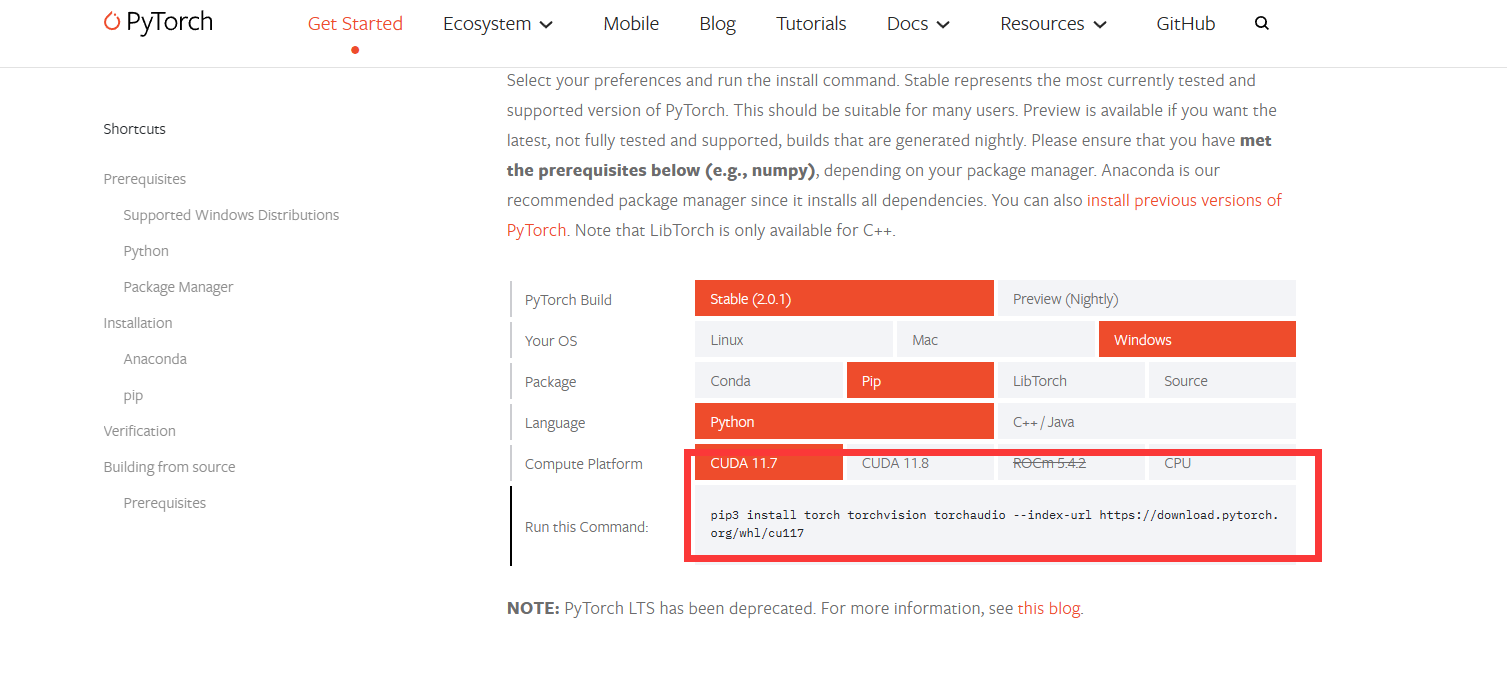 PyTorch
Get Started
Ecosystem
Mobile
Blog
Tutorials
Docs
Resources
GitHub
Shortcuts
Prerequisites
Supported Windows Distributions
Python
Package Manager
Installation
Anaconda
pip
Verification
Building from source
Prerequisites
Select your preferences and run the install command. Stable represents the most currently tested and
supported version of PyTorch. This should be suitable for many users. Preview is available if you want the
latest, not fully tested and supported, builds that are generated nightly. Please ensure that you have met
the prerequisites below (e.g., numpy), depending on your package manager. Anaconda is our
recommended package manager since it installs all dependencies. You can also install previous versions of
PyTorch. Note that LibTorch is only available for C++.
PyTorch Build
Stable (2.0.1)
Preview (Nightly)
Your OS
Linux
Mac
Windows
Package
Conda
Pip
LibTorch
Source
Language
Python
C++ / Java
Compute Platform
CUDA 11.7
CUDA 11.8
ROCm 5.4.2
CPU
Run this Command:
pip3 install torch torchvision torchaudio --index-url https://download.pytorch.
org/whl/cu117
NOTE: PyTorch LTS has been deprecated. For more information, see this blog.